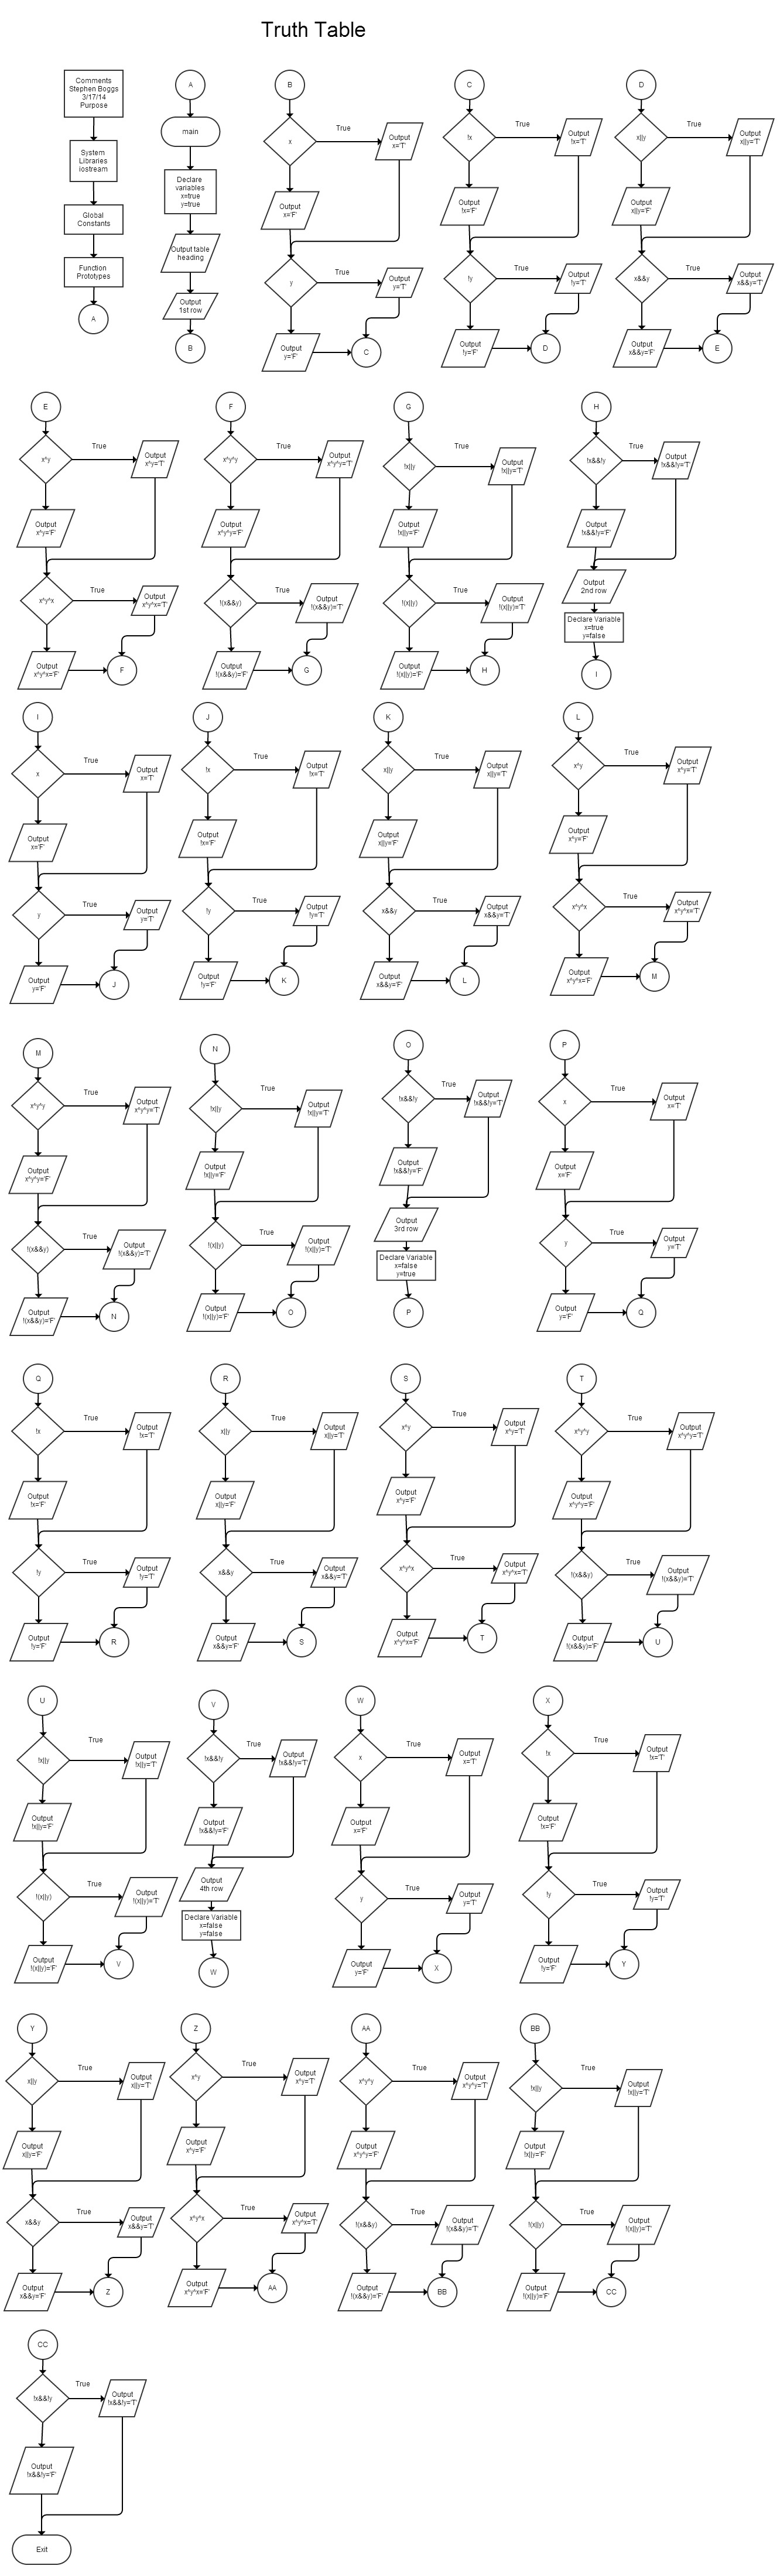 Truth Table
Comments
Stephen Boggs
3/17/14
Purpose
System
Libraries
iostream
Global
Constants
Function
Prototypes
A
A
main
Declare
variables
x=true
y=true
Output table
heading
Output
1st row
B
B
x
True
Output
x='T'
Output
x='F'
y
True
Output
y='T'
Output
y='F'
C
C
!x
True
Output
!x='T'
Output
!x='F'
!y
True
Output
!y='T'
Output
!y='F'
D
D
x||y
True
Output
x||y='T'
Output
x||y='F'
x&&y
True
Output
x&&y='T'
Output
x&&y='F'
E
E
x^y
True
Output
x^y='T'
Output
x^y='F'
x^y^x
True
Output
x^y^x='T'
Output
x^y^x='F'
F
F
x^y^y
True
Output
x^y^y='T'
Output
x^y^y='F'
!(x&&y)
True
Output
!(x&&y)='T'
Output
!(x&&y)='F'
G
G
!x||y
True
Output
!x||y='T'
Output
!x||y='F'
!(x||y)
True
Output
!(x||y)='T'
Output
!(x||y)='F'
H
H
!x&&!y
True
Output
!x&&!y='T'
Output
!x&&!y='F'
Output
2nd row
Declare Variable
x=true
y=false
I
I
x
True
Output
x='T'
Output
x='F'
y
True
Output
y='T'
Output
y='F'
J
J
!x
True
Output
!x='T'
Output
!x='F'
!y
True
Output
!y='T'
Output
!y='F'
K
K
x||y
True
Output
x||y='T'
Output
x||y='F'
x&&y
True
Output
x&&y='T'
Output
x&&y='F'
L
L
x^y
True
Output
x^y='T'
Output
x^y='F'
x^y^x
True
Output
x^y^x='T'
Output
x^y^x='F'
M
M
x^y^y
True
Output
x^y^y='T'
Output
x^y^y='F'
!(x&&y)
True
Output
!(x&&y)='T'
Output
!(x&&y)='F'
N
N
!x||y
True
Output
!x||y='T'
Output
!x||y='F'
!(x||y)
True
Output
!(x||y)='T'
Output
!(x||y)='F'
O
O
!x&&!y
True
Output
!x&&!y='T'
Output
!x&&!y='F'
Output
3rd row
Declare Variable
x=false
y=true
P
P
x
True
Output
x='T'
Output
x='F'
y
True
Output
y='T'
Output
y='F'
Q
Q
!x
True
Output
!x='T'
Output
!x='F'
!y
True
Output
!y='T'
Output
!y='F'
R
R
x||y
True
Output
x||y='T'
Output
x||y='F'
x&&y
True
Output
x&&y='T'
Output
x&&y='F'
S
S
x^y
True
Output
x^y='T'
Output
x^y='F'
x^y^x
True
Output
x^y^x='T'
Output
x^y^x='F'
T
T
x^y^y
True
Output
x^y^y='T'
Output
x^y^y='F'
!(x&&y)
True
Output
!(x&&y)='T'
Output
!(x&&y)='F'
U
U
!x||y
True
Output
!x||y='T'
Output
!x||y='F'
!(x||y)
True
Output
!(x||y)='T'
Output
!(x||y)='F'
V
V
!x&&!y
True
Output
!x&&!y='T'
Output
!x&&!y='F'
Output
4th row
Declare Variable
x=false
y=false
W
W
x
True
Output
x='T'
Output
x='F'
y
True
Output
y='T'
Output
y='F'
X
X
!x
True
Output
!x='T'
Output
!x='F'
!y
True
Output
!y='T'
Output
!y='F'
Y
Y
x||y
True
Output
x||y='T'
Output
x||y='F'
x&&y
True
Output
x&&y='T'
Output
x&&y='F'
Z
Z
x^y
True
Output
x^y='T'
Output
x^y='F'
x^y^x
True
Output
x^y^x='T'
Output
x^y^x='F'
AA
AA
x^y^y
True
Output
x^y^y='T'
Output
x^y^y='F'
!(x&&y)
True
Output
!(x&&y)='T'
Output
!(x&&y)='F'
BB
BB
!x||y
True
Output
!x||y='T'
Output
!x||y='F'
!(x||y)
True
Output
!(x||y)='T'
Output
!(x||y)='F'
CC
CC
!x&&!y
True
Output
!x&&!y='T'
Output
!x&&!y='F'
Exit